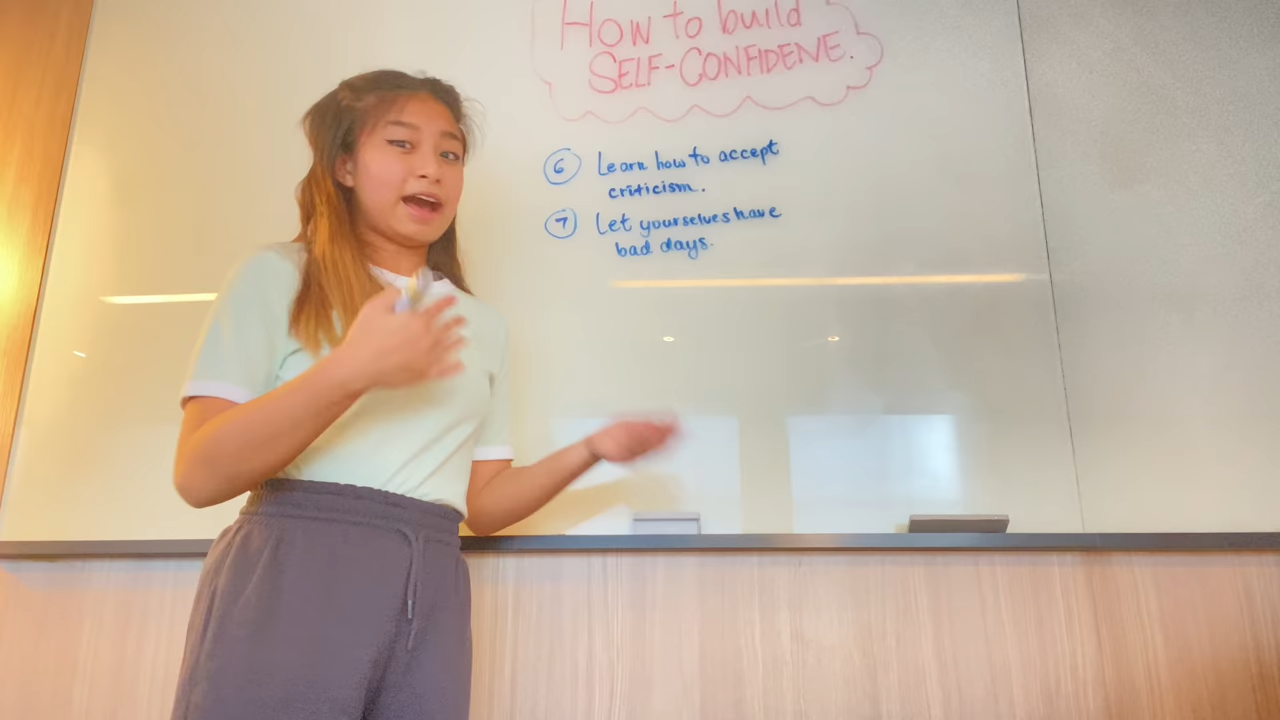 How to build
SELF-CONFIDENE.
6 Learn how to accept
criticism.
7 Let yourselves have
bad days.